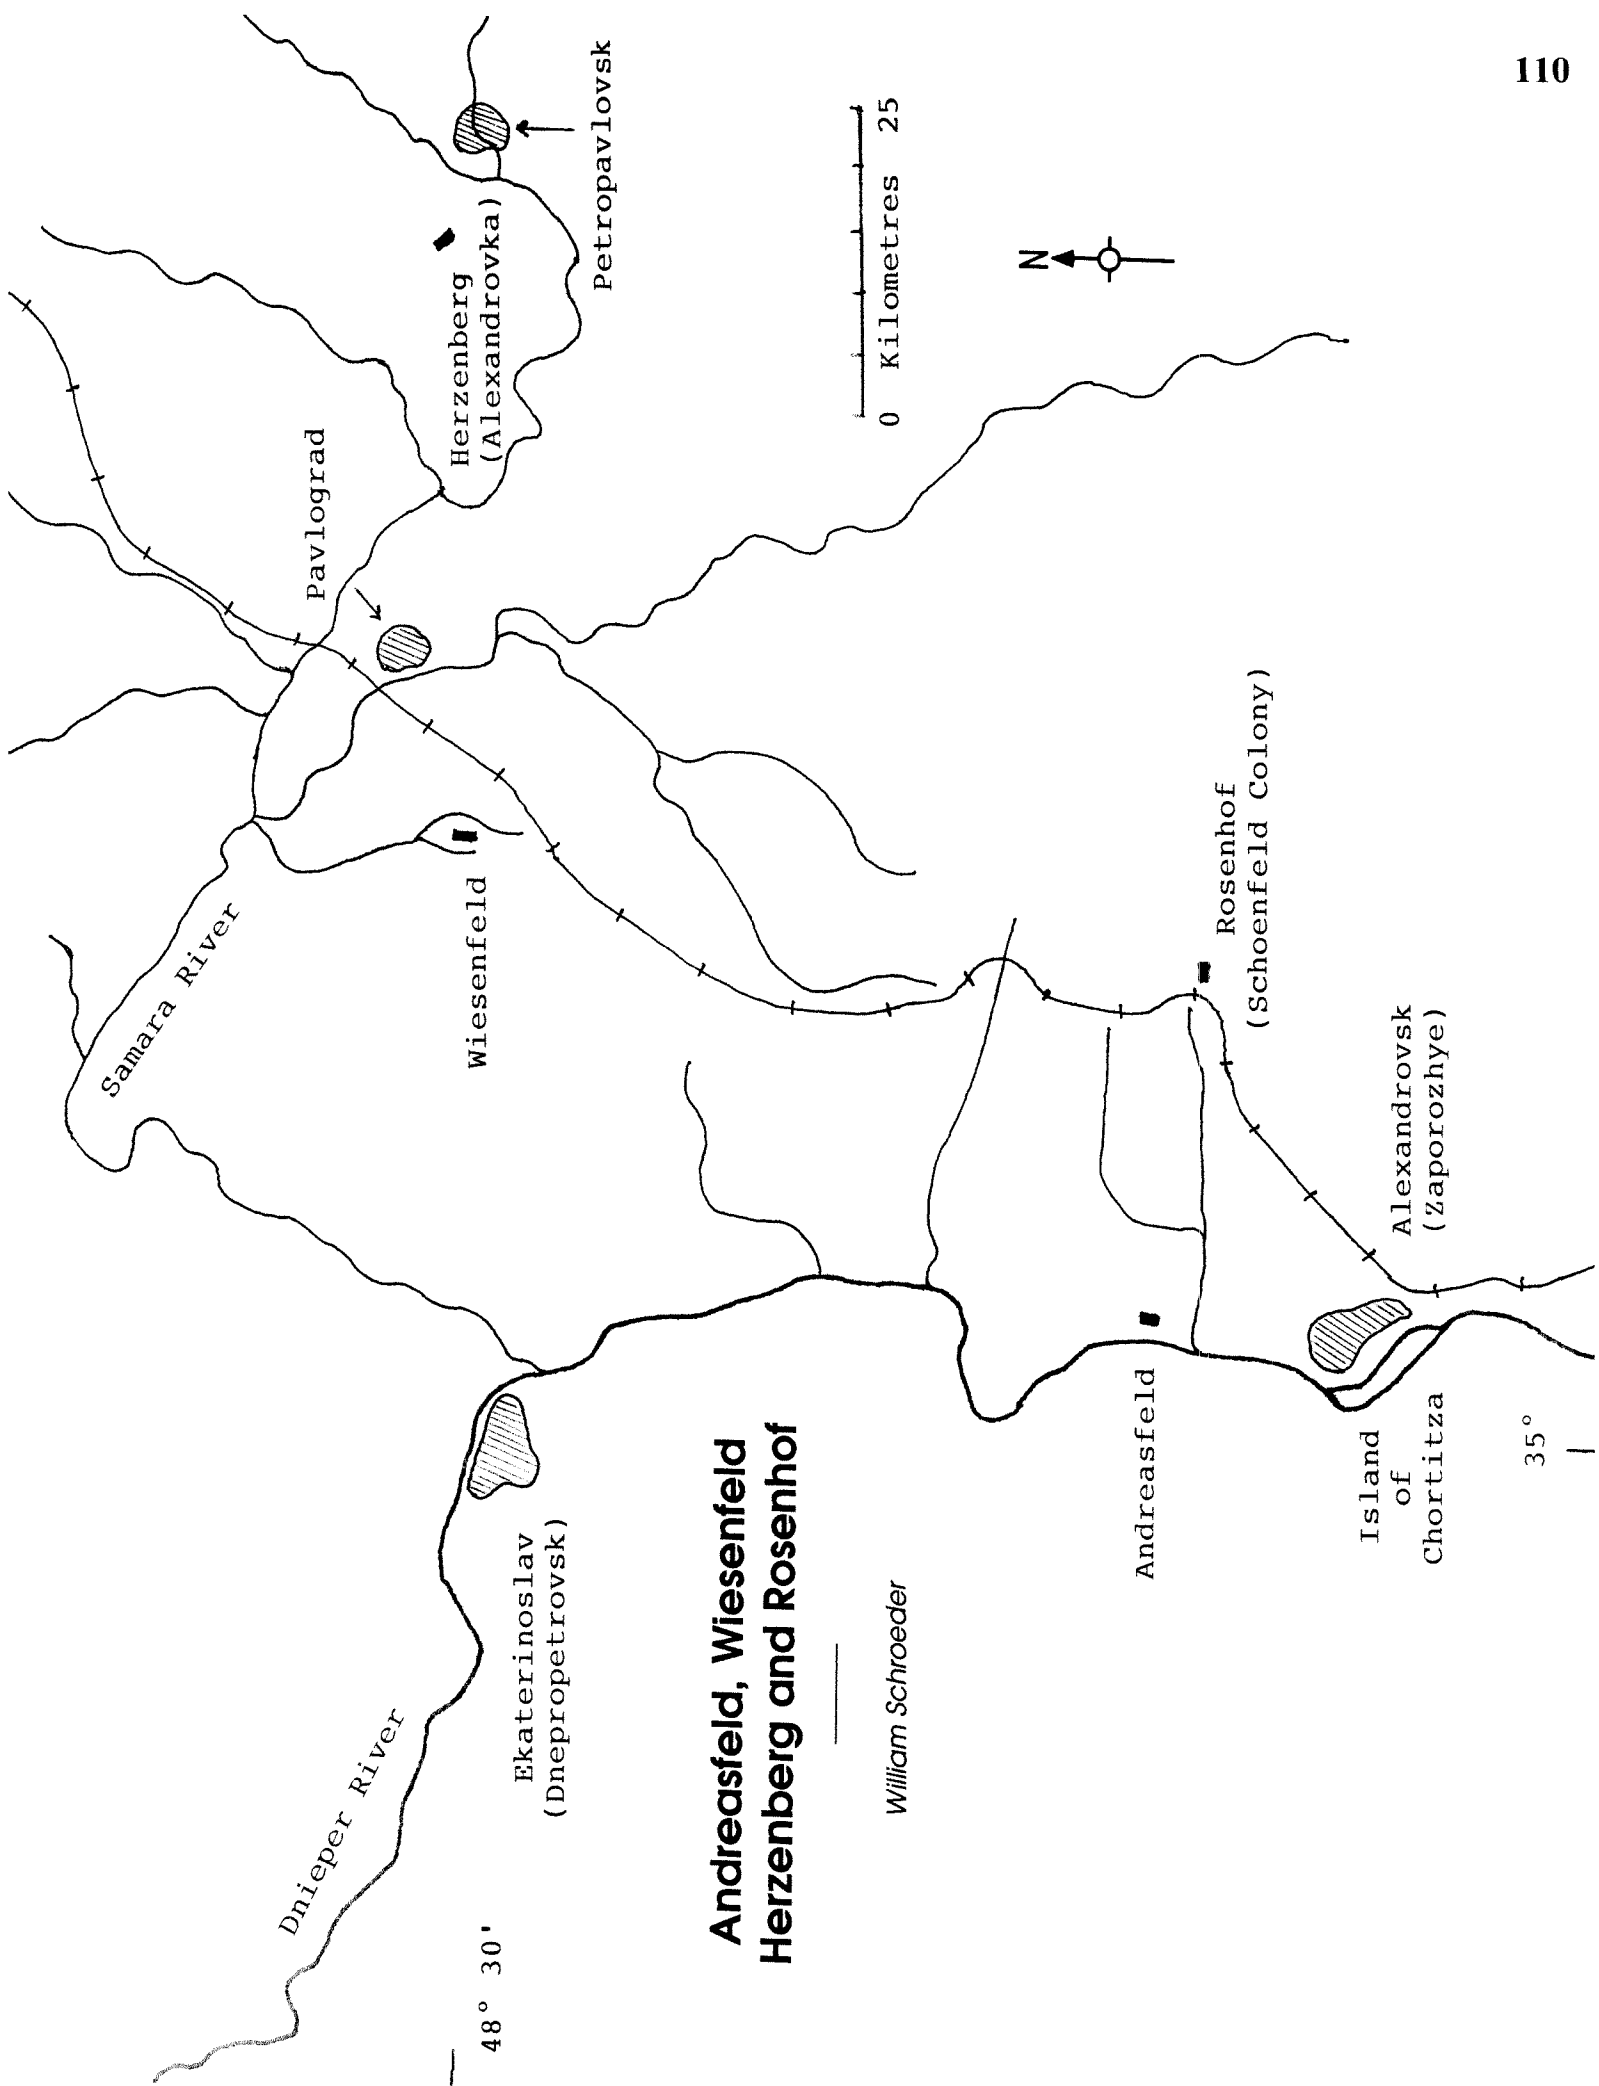 110
Dnieper River
Samara River
Pavlograd
Herzenberg
(Alexandrovka)
Petropavlovsk
48° 30'
Ekaterinoslav
(Dnepropetrovsk)
Wiesenfeld
Andreasfeld, Wiesenfeld
Herzenberg and Rosenhof
William Schroeder
0 Kilometres 25
N
Andreasfeld
Rosenhof
(Schoenfeld Colony)
Island
of
Chortitza
Alexandrovsk
(Zaporozhye)
35°